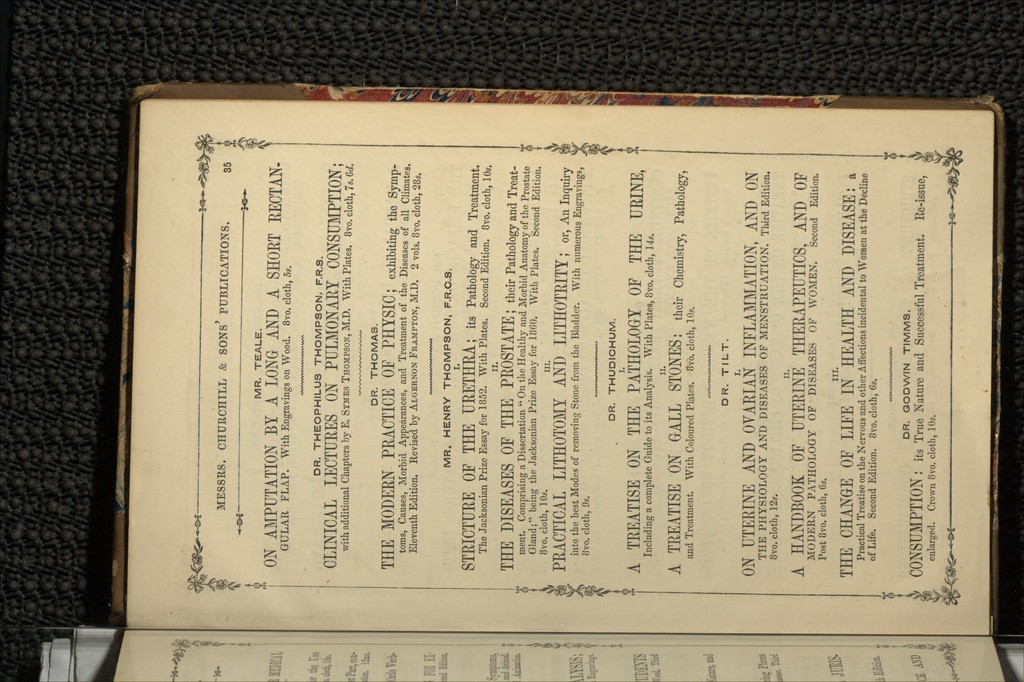 MESSRS. CHURCHILL & SONS' PUBLICATIONS. 35
MR. TEALE.
ON AMPUTATION BY A LONG AND A SHORT RECTAN-
GULAR FLAP. With Engravings on Wood. 8vo. cloth, 5s.
DR. THEOPHILUS THOMPSON, F.R.S.
CLINICAL LECTURES ON PULMONARY CONSUMPTION;
with additional Chapters by E. SYMES THOMPSON, M.D. With Plates. 8vo. cloth, 7s. 6d.
DR. THOMAS.
THE MODERN PRACTICE OF PHYSIC; exhibiting the Symp-
toms, Causes, Morbid Appearances, and Treatment of the Diseases of all Climates.
Eleventh Edition. Revised by ALGERNON FRAMPTON, M.D. 2 vols. 8vo. cloth, 28s.
MR. HENRY THOMPSON, F.R.C.S.
I.
STRICTURE OF THE URETHRA; its Pathology and Treatment.
The Jacksonian Prize Essay for 1852. With Plates. Second Edition. 8vo. cloth, 10s.
II.
THE DISEASES OF THE PROSTATE; their Pathology and Treat-
ment. Comprising a Dissertation "On the Healthy and Morbid Anatomy of the Prostate
Gland;" being the Jacksonian Prize Essay for 1860. With Plates. Second Edition.
8vo. cloth, 10s.
III.
PRACTICAL LITHOTOMY AND LITHOTRITY; or, An Inquiry
into the best Modes of removing Stone from the Bladder. With numerous Engravings,
8vo. cloth, 9s.
DR. THUDICHUM.
I.
A TREATISE ON THE PATHOLOGY OF THE URINE,
Including a complete Guide to its Analysis. With Plates, 8vo. cloth, 14s.
II.
A TREATISE ON GALL STONES: their Chemistry, Pathology,
and Treatment. With Coloured Plates. 8vo. cloth, 10s.
DR. TILT.
I.
ON UTERINE AND OVARIAN INFLAMMATION, AND ON
THE PHYSIOLOGY AND DISEASES OF MENSTRUATION. Third Edition.
8vo. cloth, 12s.
II.
A HANDBOOK OF UTERINE THERAPEUTICS, AND OF
MODERN PATHOLOGY OF DISEASES OF WOMEN. Second Edition.
Post 8vo. cloth, 6s.
III.
THE CHANGE OF LIFE IN HEALTH AND DISEASE: a
Practical Treatise on the Nervous and other Affections incidental to Women at the Decline
of Life. Second Edition. 8vo. cloth, 6s.
DR. GODWIN TIMMS.
CONSUMPTION: its True Nature and Successful Treatment. Re-issue,
enlarged. Crown 8vo. cloth, 10s.